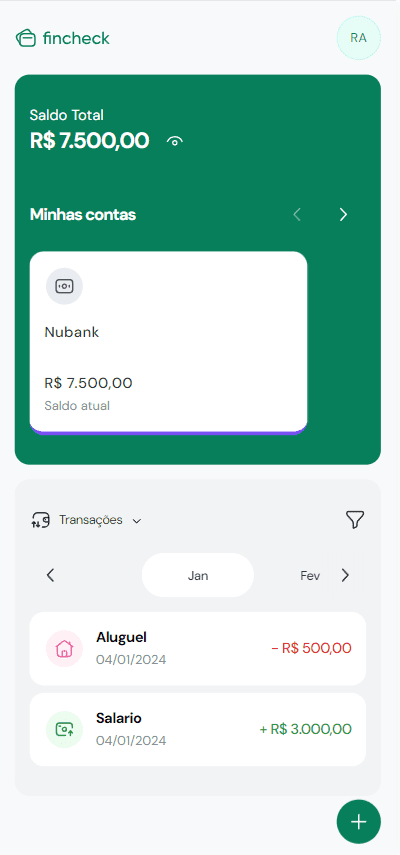 fincheck
RA
Saldo Total
R$ 7.500,00
Minhas contas
Nubank
R$ 7.500,00
Saldo atual
Transações
Jan
Fev
Aluguel
04/01/2024
- R$ 500,00
Salario
04/01/2024
+ R$ 3.000,00